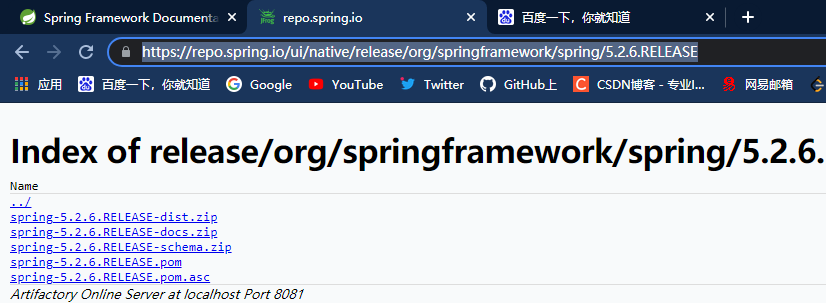 Spring Framework Documenta
repo.spring.io
百度一下，你就知道
https://repo.spring.io/ui/native/release/org/springframework/spring/5.2.6.RELEASE
应用
百度一下，你就知道
Google
YouTube
Twitter
GitHub上
CSDN博客 - 专业I...
网易邮箱
Index of release/org/springframework/spring/5.2.6.
Name
../
spring-5.2.6.RELEASE-dist.zip
spring-5.2.6.RELEASE-docs.zip
spring-5.2.6.RELEASE-schema.zip
spring-5.2.6.RELEASE.pom
spring-5.2.6.RELEASE.pom.asc
Artifactory Online Server at localhost Port 8081